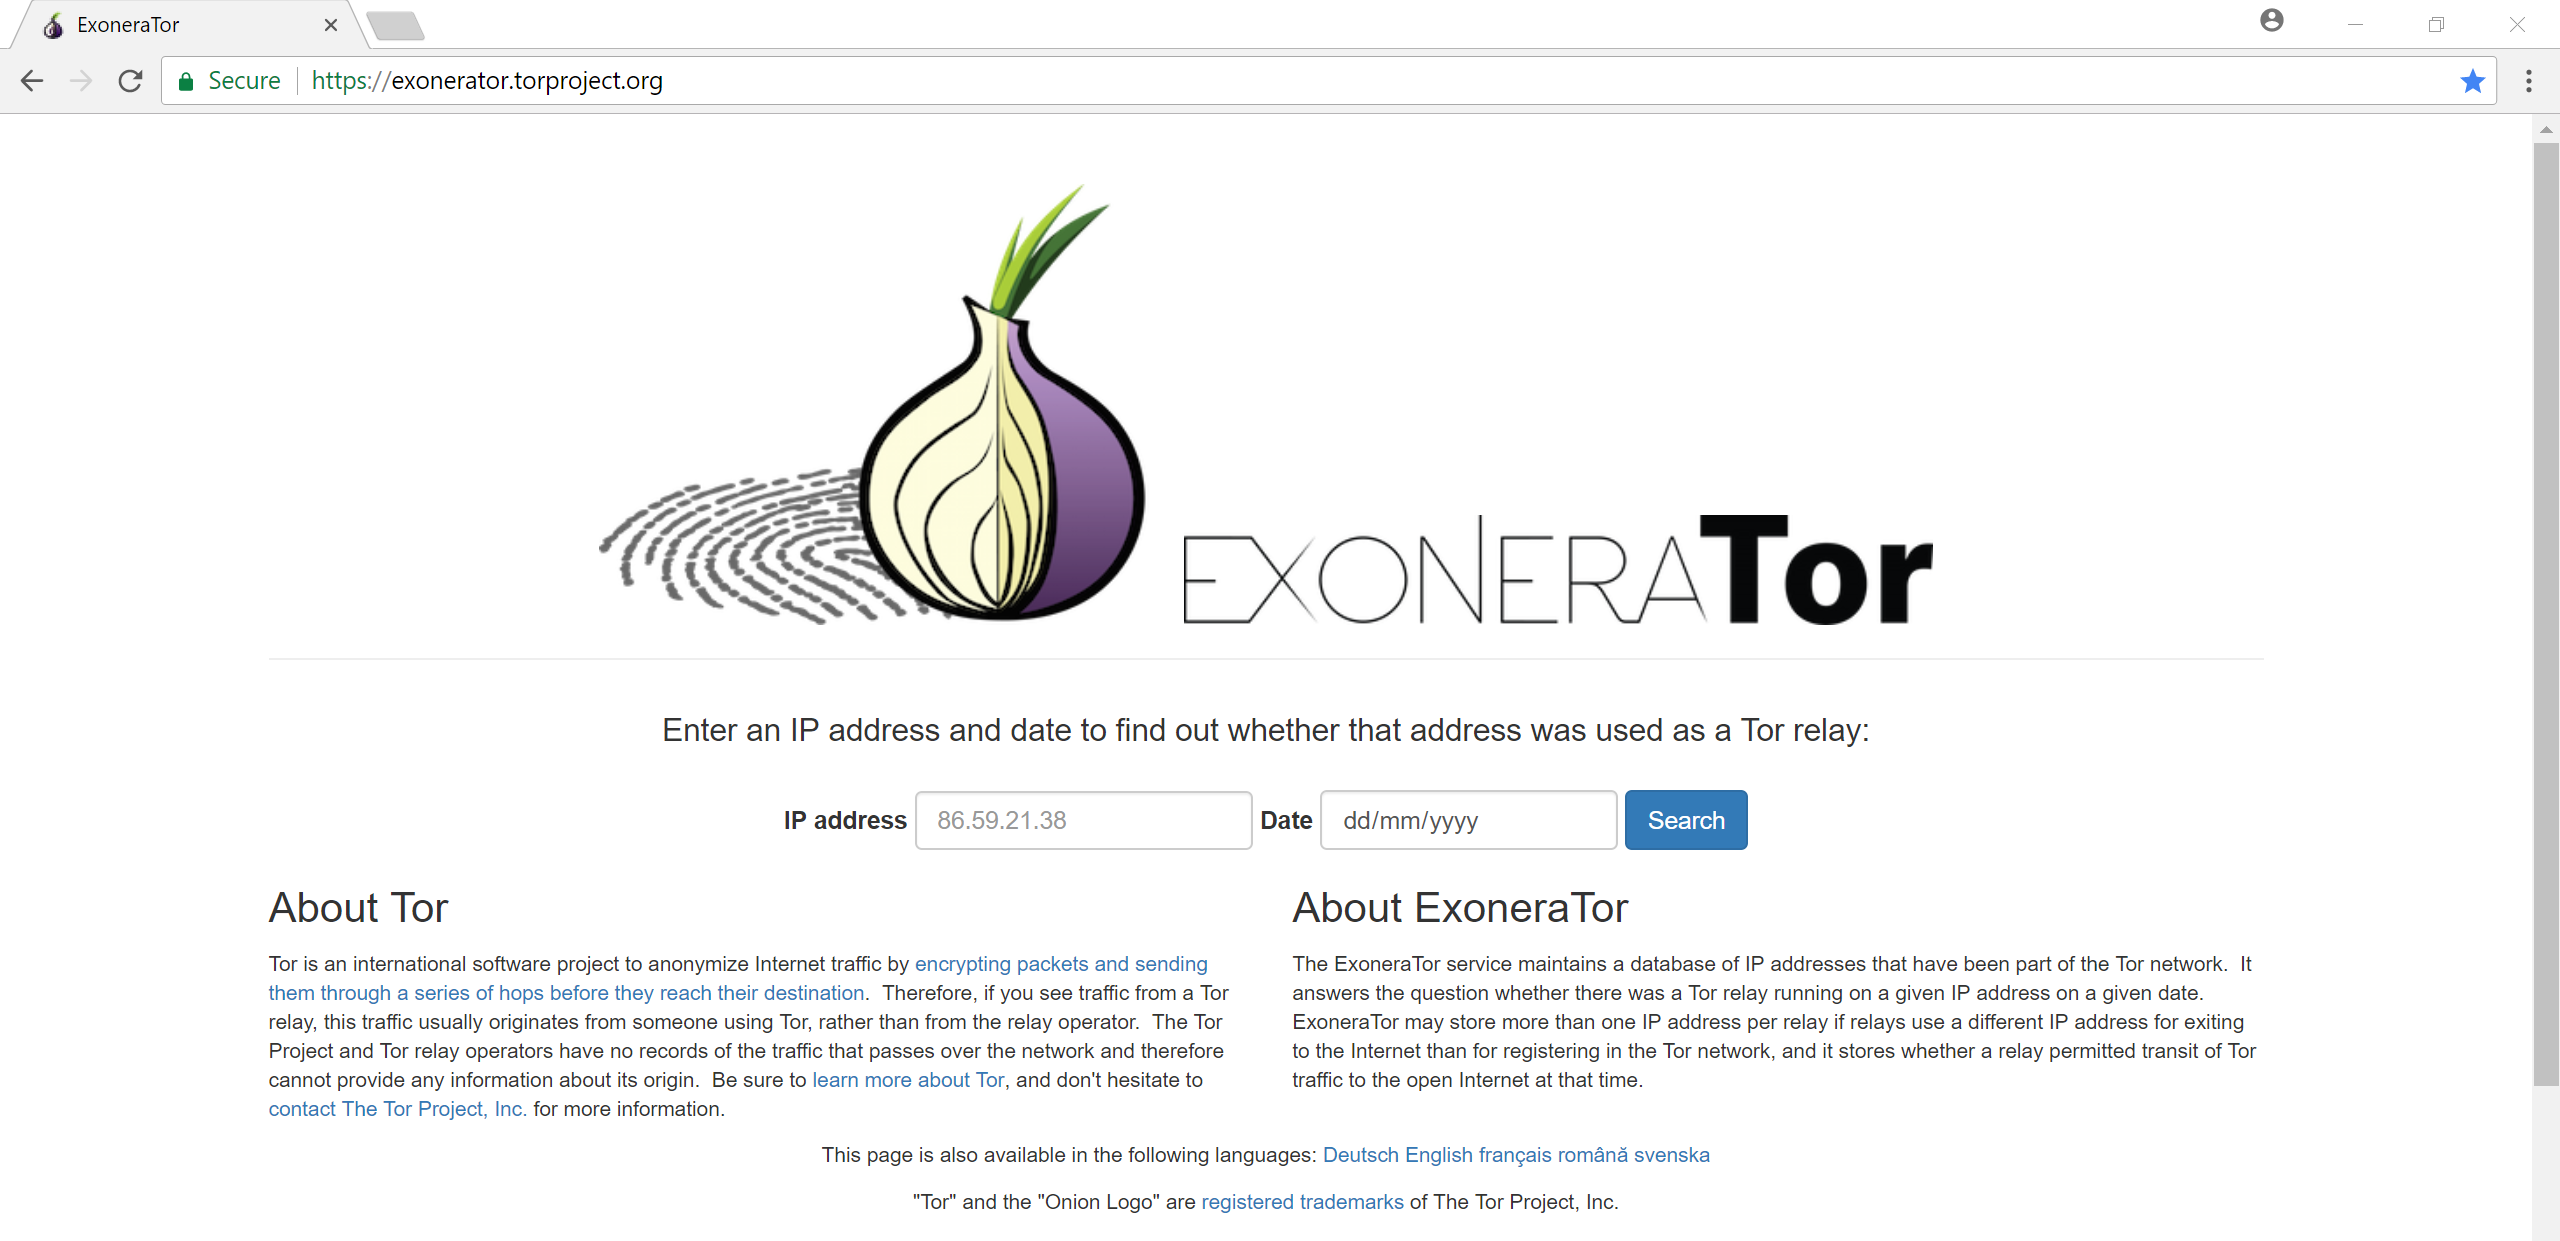 ExoneraTor
Secure https://exonerator.torproject.org
EXONERATor
Enter an IP address and date to find out whether that address was used as a Tor relay:
IP address 86.59.21.38 Date dd/mm/yyyy Search
About Tor
Tor is an international software project to anonymize Internet traffic by encrypting packets and sending
them through a series of hops before they reach their destination. Therefore, if you see traffic from a Tor
relay, this traffic usually originates from someone using Tor, rather than from the relay operator. The Tor
Project and Tor relay operators have no records of the traffic that passes over the network and therefore
cannot provide any information about its origin. Be sure to learn more about Tor, and don't hesitate to
contact The Tor Project, Inc. for more information.
About ExoneraTor
The ExoneraTor service maintains a database of IP addresses that have been part of the Tor network. It
answers the question whether there was a Tor relay running on a given IP address on a given date.
ExoneraTor may store more than one IP address per relay if relays use a different IP address for exiting
to the Internet than for registering in the Tor network, and it stores whether a relay permitted transit of Tor
traffic to the open Internet at that time.
This page is also available in the following languages: Deutsch English français română svenska
"Tor" and the "Onion Logo" are registered trademarks of The Tor Project, Inc.